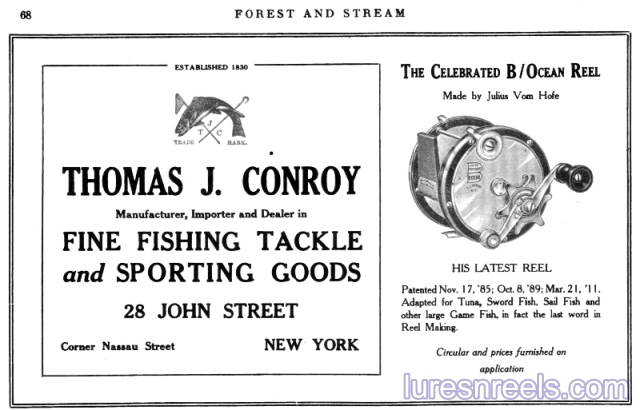 68
FOREST AND STREAM
ESTABLISHED 1830
J
T C
TRADE MARK.
THOMAS J. CONROY
Manufacturer, Importer and Dealer in
FINE FISHING TACKLE
and SPORTING GOODS
28 JOHN STREET
Corner Nassau Street NEW YORK
THE CELEBRATED B/OCEAN REEL
Made by Julius Vom Hofe
HIS LATEST REEL
Patented Nov. 17, '85; Oct. 8, '89; Mar. 21, '11.
Adapted for Tuna, Sword Fish, Sail Fish and
other large Game Fish, in fact the last word in
Reel Making.
Circular and prices furnished on
application
luresnreels.com